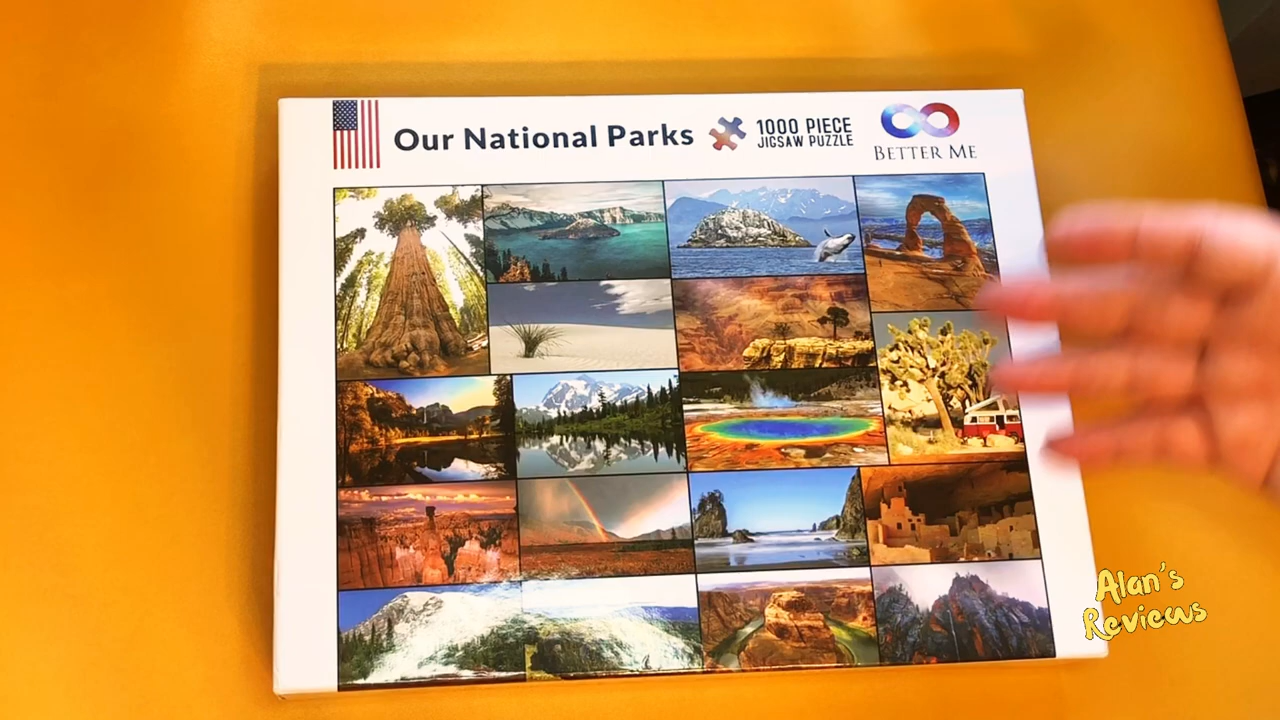 Our National Parks
1000 PIECE
JIGSAW PUZZLE
BETTER ME
Alan's
Reviews